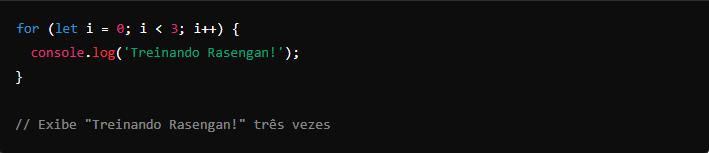 for (let i = 0; i < 3; i++) {
  console.log('Treinando Rasengan!');
}
// Exibe "Treinando Rasengan!" três vezes